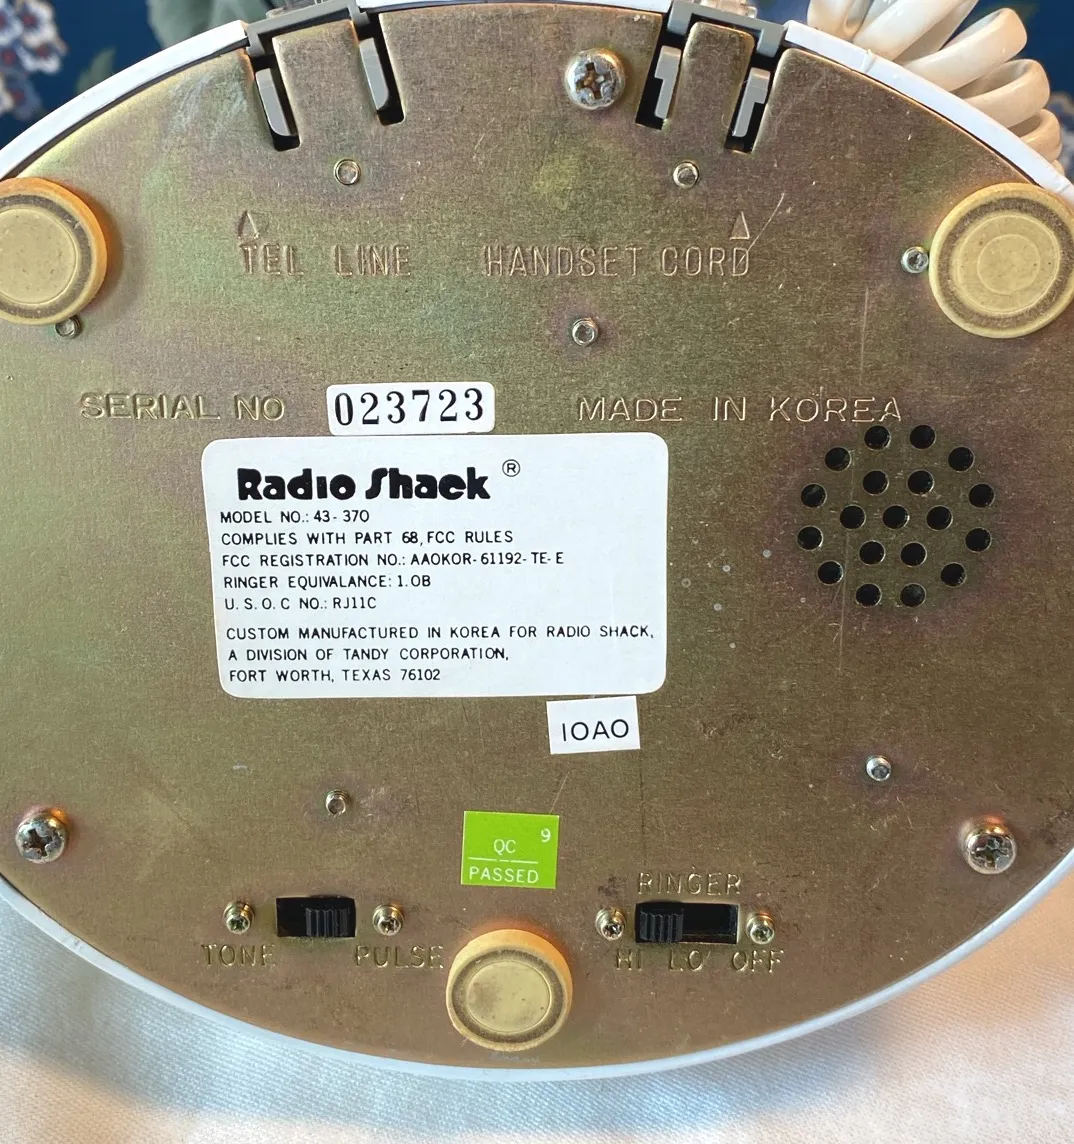 TEL LINE HANDSET CORD
SERIAL NO 023723 MADE IN KOREA
Radio Shack ®
MODEL NO.: 43-370
COMPLIES WITH PART 68, FCC RULES
FCC REGISTRATION NO.: AAOKOR-61192-TE-E
RINGER EQUIVALANCE: 1.0B
U.S.O.C NO.: RJ11C
CUSTOM MANUFACTURED IN KOREA FOR RADIO SHACK,
A DIVISION OF TANDY CORPORATION,
FORT WORTH, TEXAS 76102
10A0
9
QC
PASSED
RINGER
TONE PULSE HI LO OFF